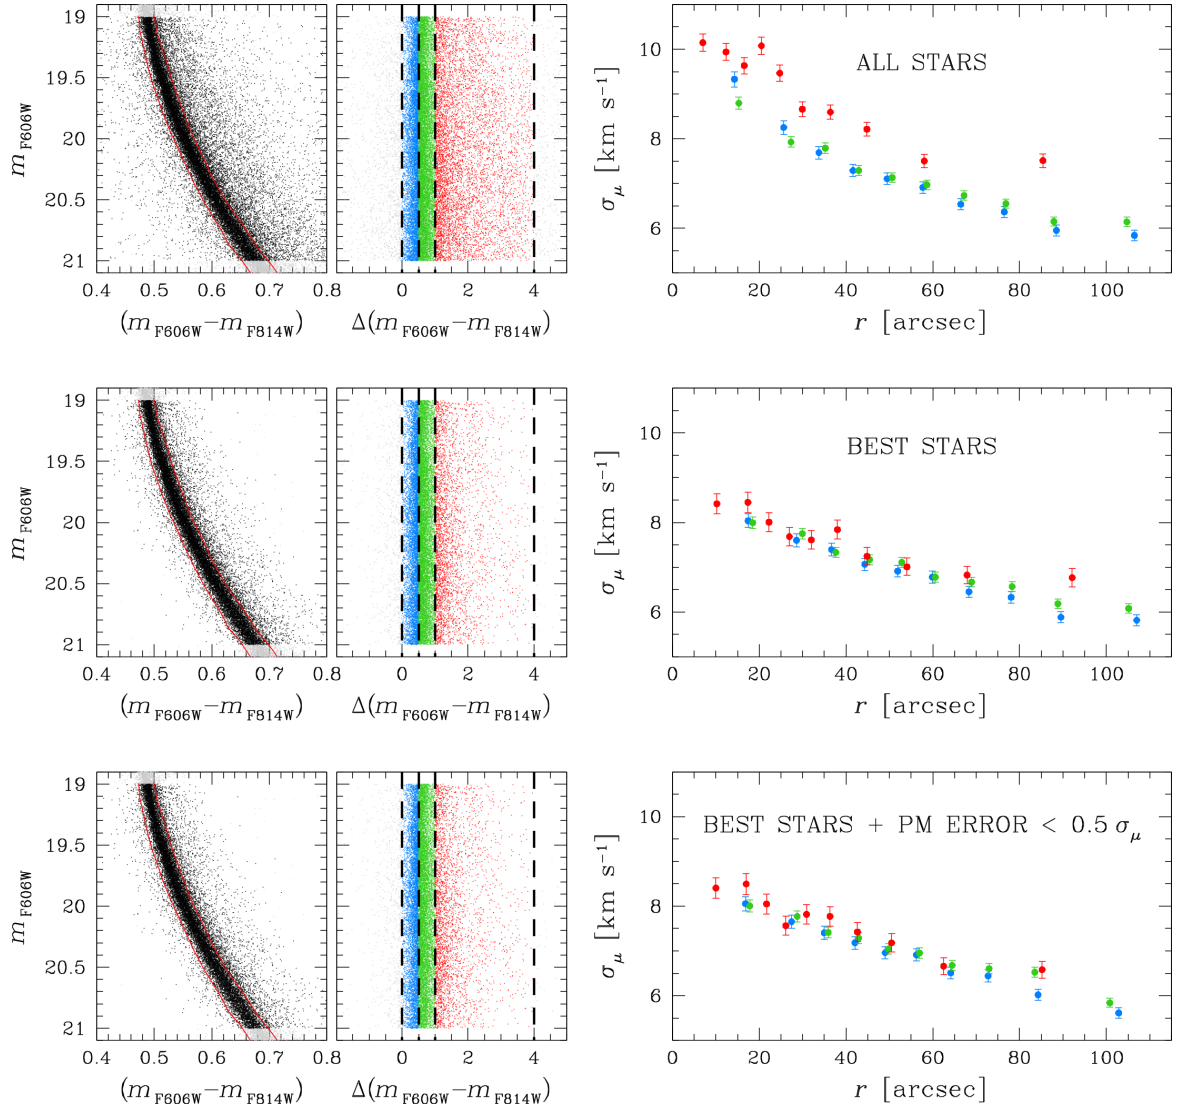 19
19.5
20
20.5
21
m F606W
0.4 0.5 0.6 0.7 0.8
(m F606W−m F814W)
0 2 4
Δ(m F606W−m F814W)
10
8
6
σμ [km s−1]
ALL STARS
0 20 40 60 80 100
r [arcsec]
19
19.5
20
20.5
21
m F606W
0.4 0.5 0.6 0.7 0.8
(m F606W−m F814W)
0 2 4
Δ(m F606W−m F814W)
10
8
6
σμ [km s−1]
BEST STARS
0 20 40 60 80 100
r [arcsec]
19
19.5
20
20.5
21
m F606W
0.4 0.5 0.6 0.7 0.8
(m F606W−m F814W)
0 2 4
Δ(m F606W−m F814W)
10
8
6
σμ [km s−1]
BEST STARS + PM ERROR < 0.5 σμ
0 20 40 60 80 100
r [arcsec]